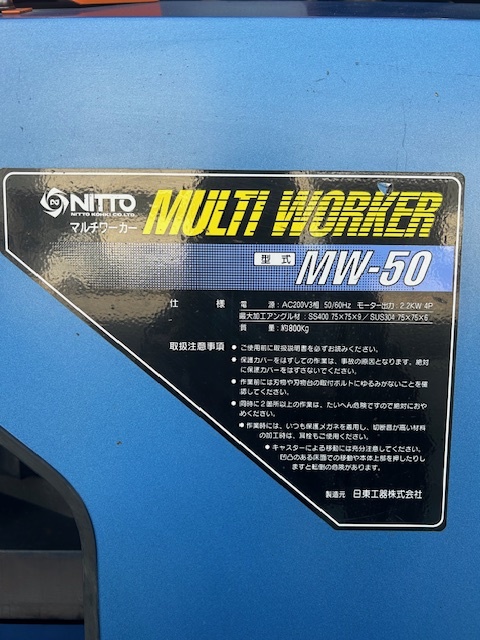 NITTO
NITTO KOHKI CO.,LTD.
マルチワーカー
MULTI WORKER
型式 MW-50
仕様 電源：AC200V3相 50/60Hz モーター出力：2.2KW 4P
最大加工アングル材：SS400 75×75×9／SUS304 75×75×6
質量：約800Kg
取扱注意事項 ●ご使用前に取扱説明書を必ずお読みください。
●保護カバーをはずしての作業は、事故の原因となります。絶対
に保護カバーをはずさないでください。
●作業前には刃格や刃物台の取付ボルトにゆるみがないことを確
認してください。
●同時に2箇所以上の作業は、たいへん危険ですので絶対におや
めください。
●作業時には、いつも保護メガネを着用し、切断音が高い材料
の加工時は、耳栓もご使用ください。
●キャスターによる移動には充分注意してください。
凹凸のある床面での移動や本体上部を押したりし
ますと転倒の危険があります。
製造元 日東工器株式会社